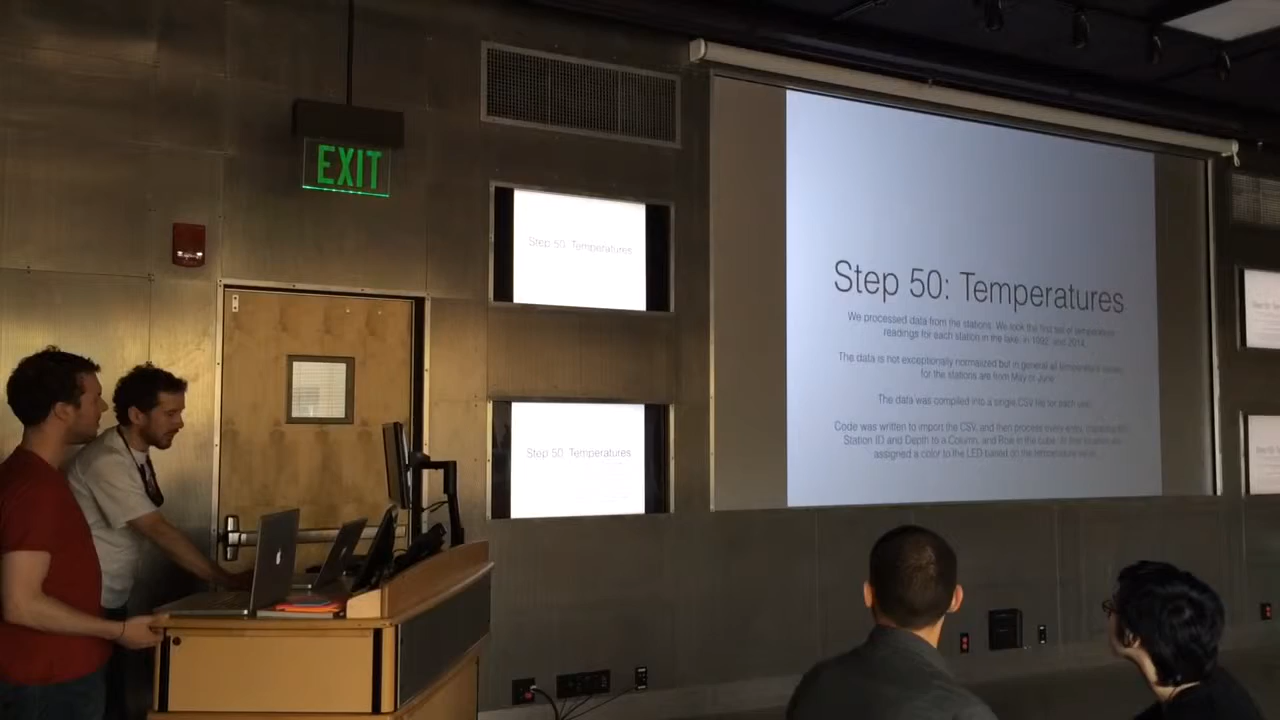 EXIT
Step 50: Temperatures
Step 50: Temperatures
Step 50: Temperatures
We processed data from the stations. We took the first set of temperature
readings for each station in the lake, in 1992, and 2014.
The data is not exceptionally normalized but in general all temperature
for the stations are from May or June
The data was compiled into a single CSV file for each year.
Code was written to import the CSV, and then process every entry,
Station ID and Depth to a Column, and Row in the cube.
assigned a color to the LED based on the temperature